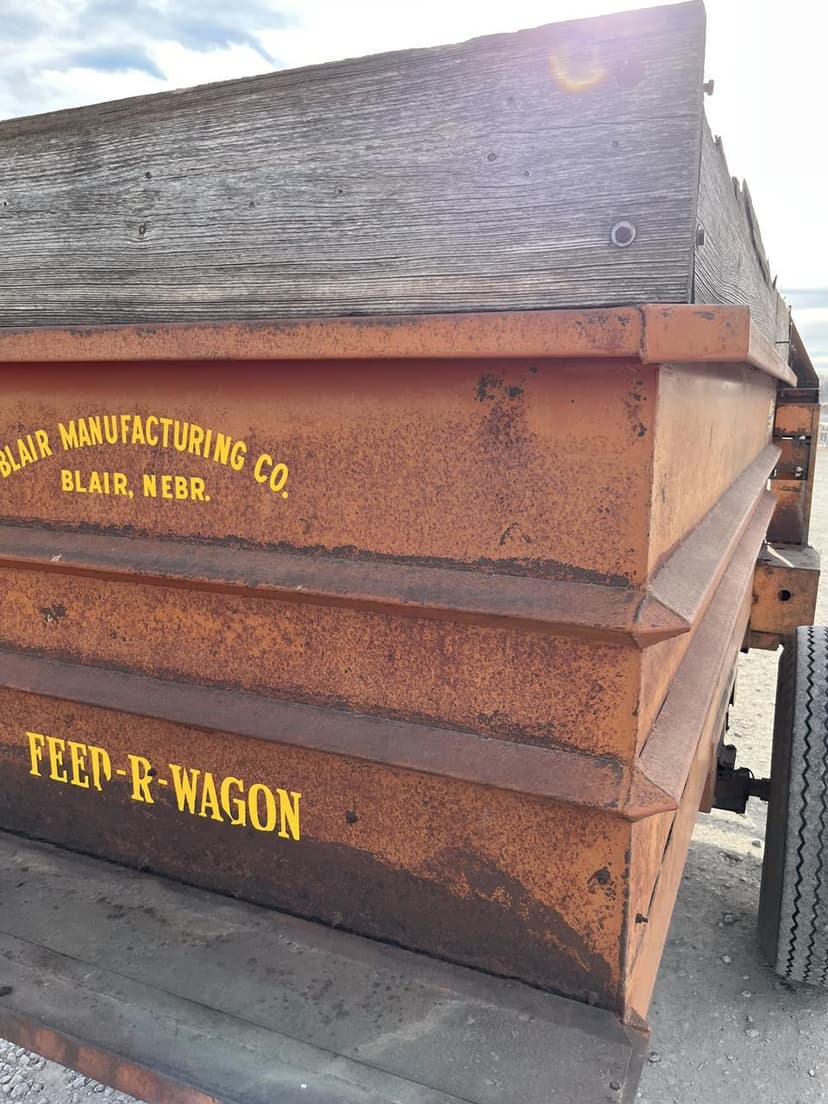 BLAIR MANUFACTURING CO.
BLAIR, NEBR.
FEED-R-WAGON